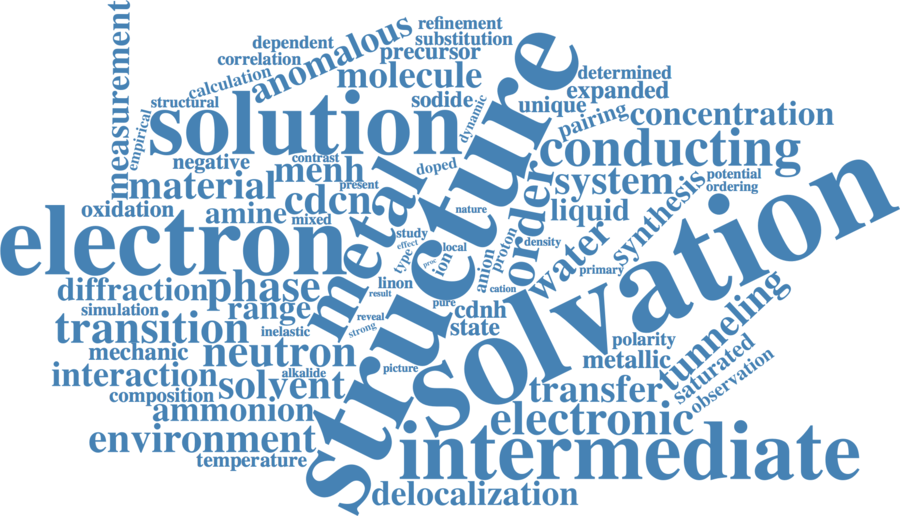 measurement
refinement
dependent
anomalous
substitution
correlation
precursor
calculation
molecule
determined
structural
sodide
expanded
empirical
solution
dynamic
unique
pairing
concentration
structure
negative
contrast
menh
doped
conducting
material
present
metal
order
system
potential
ordering
synthesis
oxidation
amine
cdcn
mixed
nature
liquid
solvation
electron
study
effect
type
local
ion
proc
anion
proton
density
water
primary
diffraction
phase
linon
result
cation
simulation
range
pure
cdnh
tunneling
transition
inelastic
reveal
strong
state
polarity
mechanic
neutron
metallic
saturated
interaction
alkalide
picture
observation
composition
solvent
transfer
ammonion
electronic
environment
intermediate
temperature
delocalization